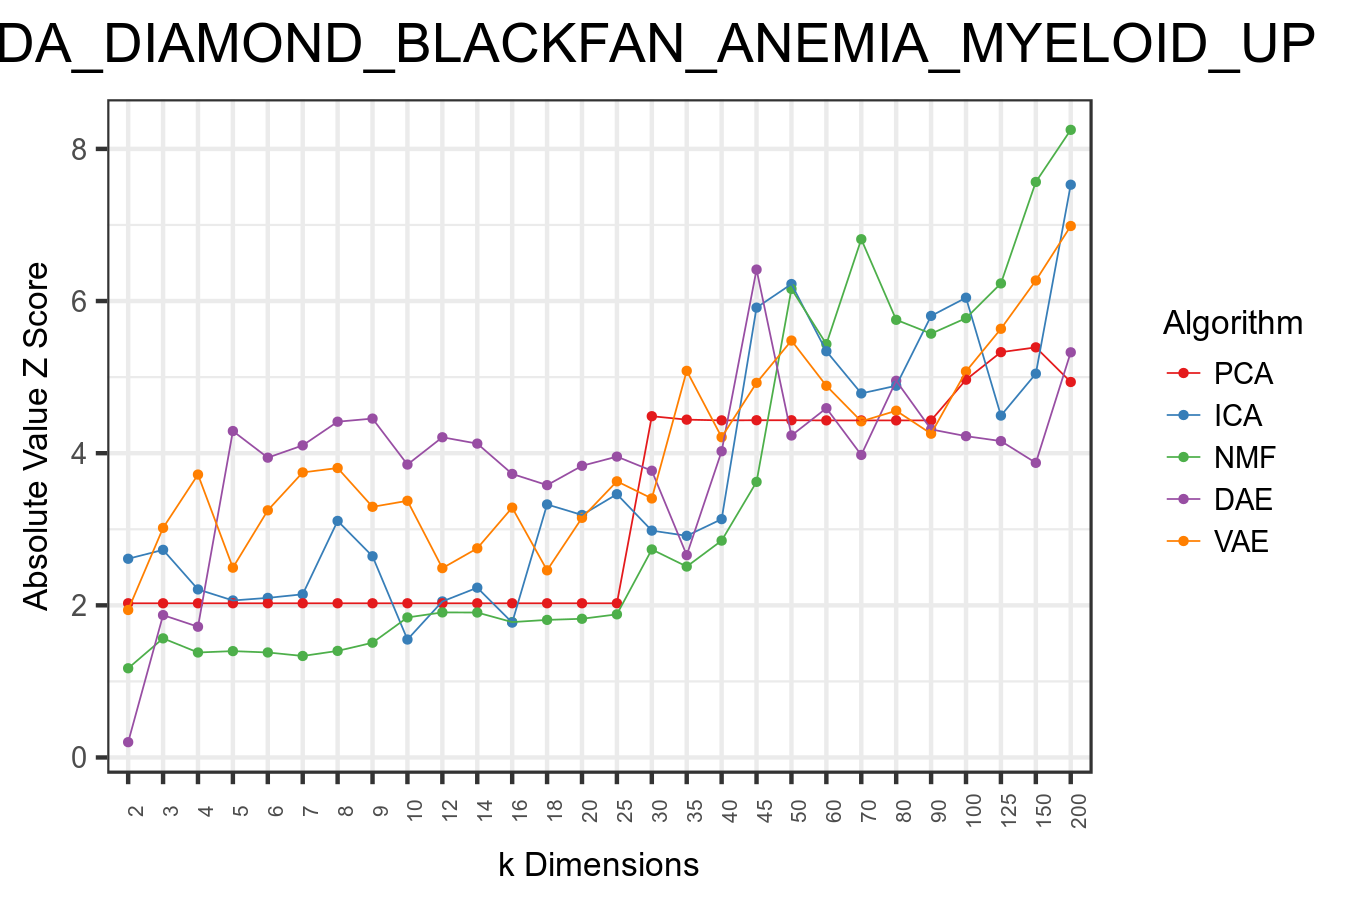 DA_DIAMOND_BLACKFAN_ANEMIA_MYELOID_UP
Absolute Value Z Score
8
6
4
2
0
2 3 4 5 6 7 8 9 10 12 14 16 18 20 25 30 35 40 45 50 60 70 80 90 100 125 150 200
k Dimensions
Algorithm
PCA
ICA
NMF
DAE
VAE